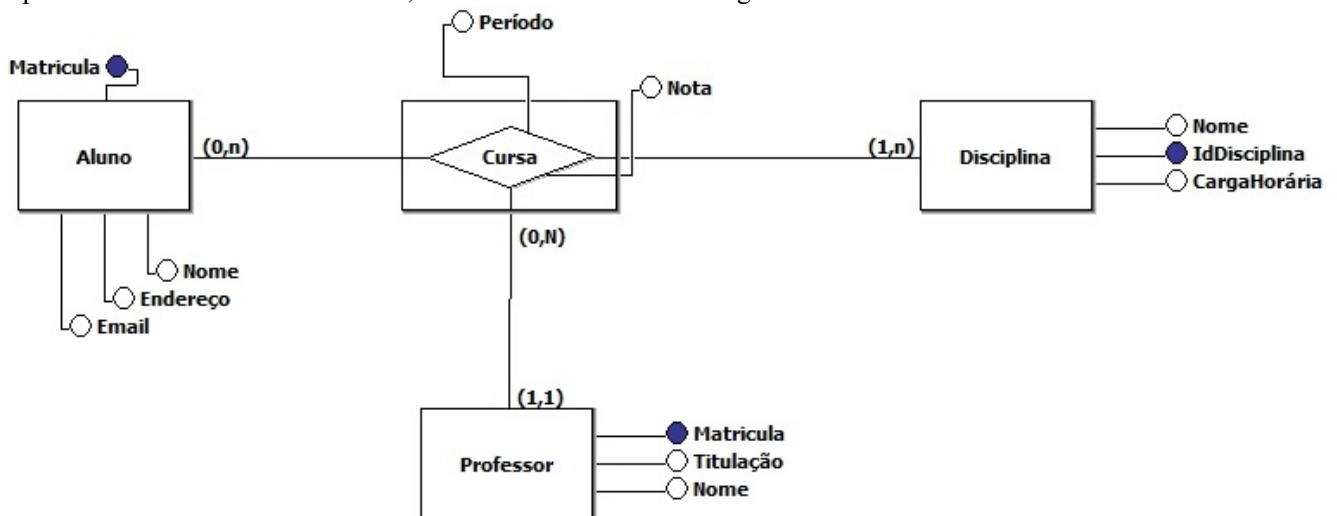 Período
Matricula
Nota
Aluno
(0,n)
Cursa
(1,n)
Disciplina
Nome
IdDisciplina
CargaHorária
(0,N)
Nome
Endereço
Email
(1,1)
Professor
Matricula
Titulação
Nome